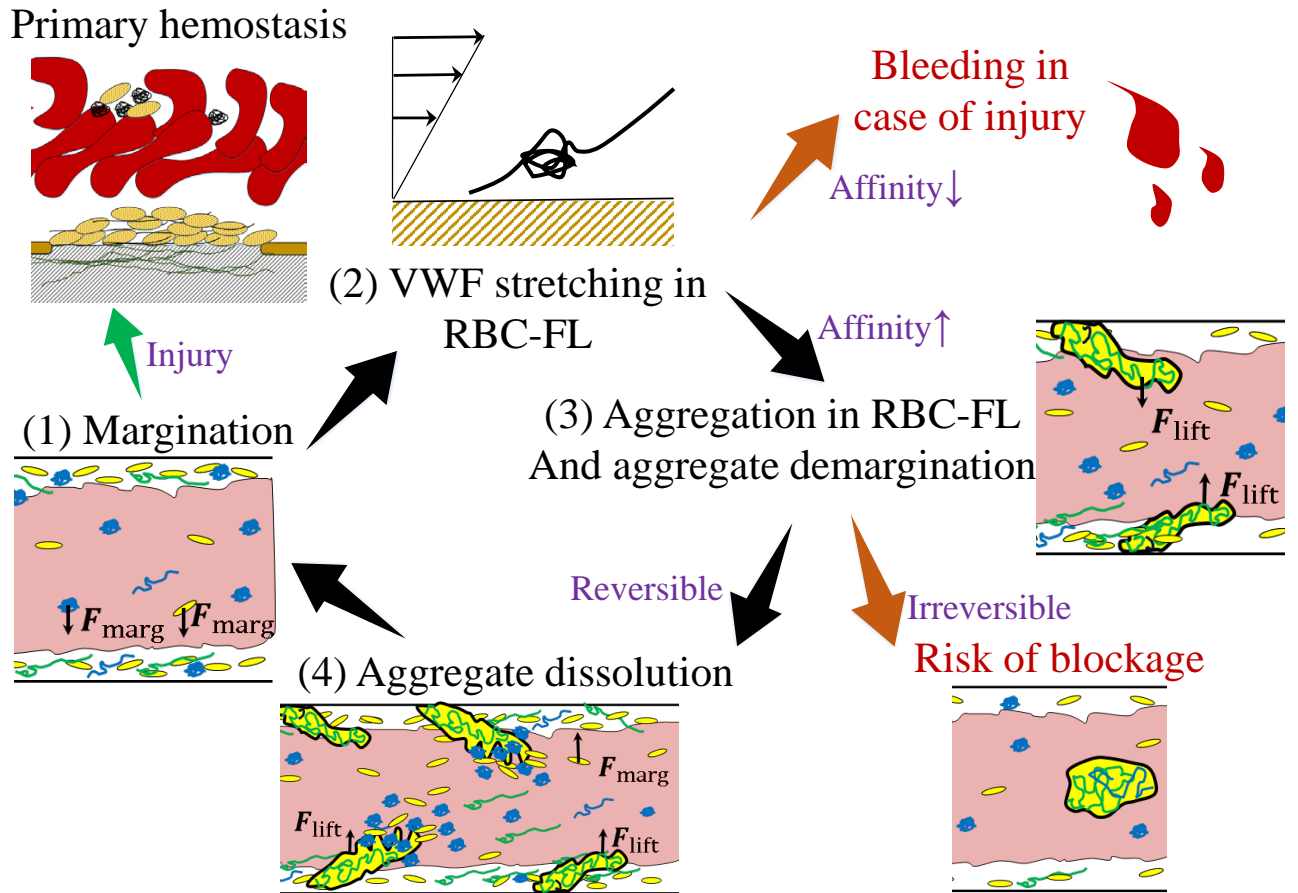 Primary hemostasis
Bleeding in
case of injury
Affinity↓
(2) VWF stretching in
RBC-FL
Injury
Affinity↑
(1) Margination
(3) Aggregation in RBC-FL
And aggregate demargination
F_lift
F_lift
F_marg
F_marg
Reversible
Irreversible
Risk of blockage
(4) Aggregate dissolution
F_marg
F_lift
F_lift